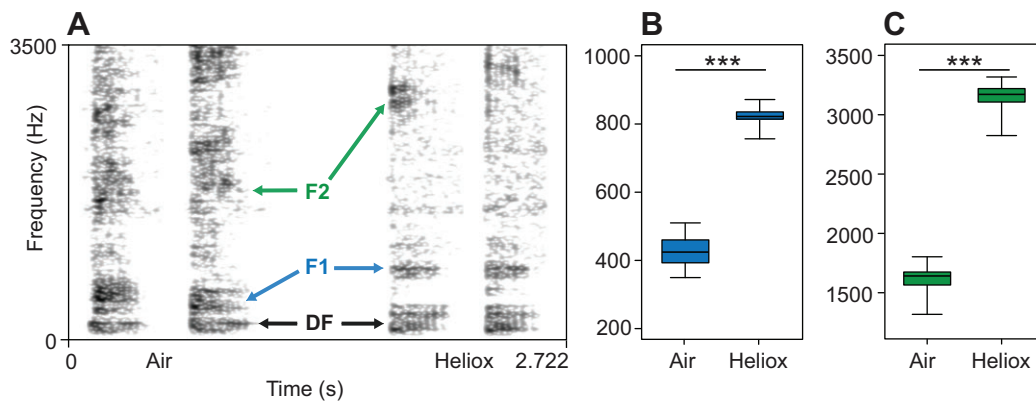 A
3500
Frequency (Hz)
F2
F1
DF
0
0 Air Heliox 2.722
Time (s)
B
1000
***
800
600
400
200
Air Heliox
C
3500
***
3000
2500
2000
1500
Air Heliox